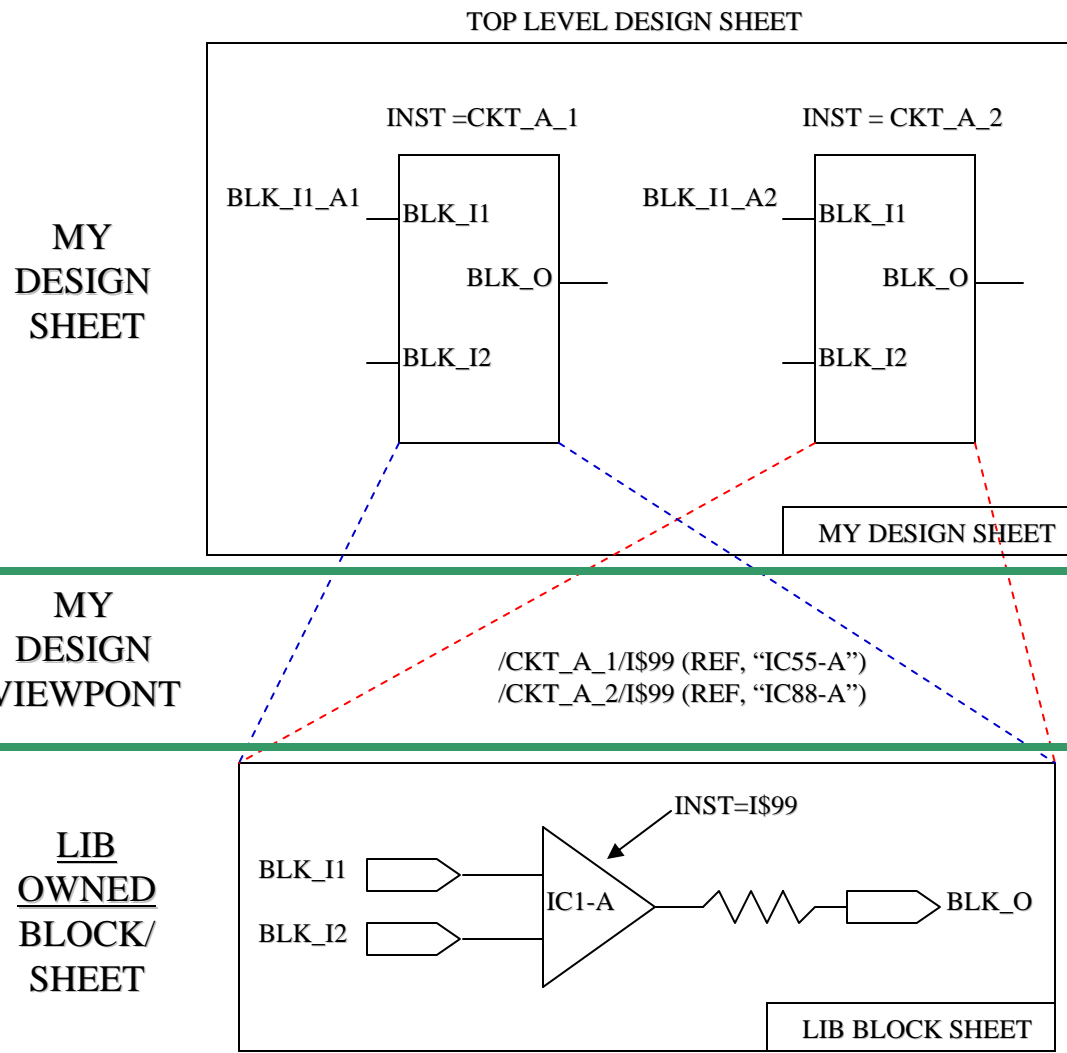 TOP LEVEL DESIGN SHEET
INST =CKT_A_1
INST = CKT_A_2
BLK_I1_A1
BLK_I1
BLK_O
BLK_I2
BLK_I1_A2
BLK_I1
BLK_O
BLK_I2
MY
DESIGN
SHEET
MY DESIGN SHEET
MY
DESIGN
VIEWPONT
/CKT_A_1/I$99 (REF, “IC55-A”)
/CKT_A_2/I$99 (REF, “IC88-A”)
LIB
OWNED
BLOCK/
SHEET
INST=I$99
BLK_I1
BLK_I2
IC1-A
BLK_O
LIB BLOCK SHEET